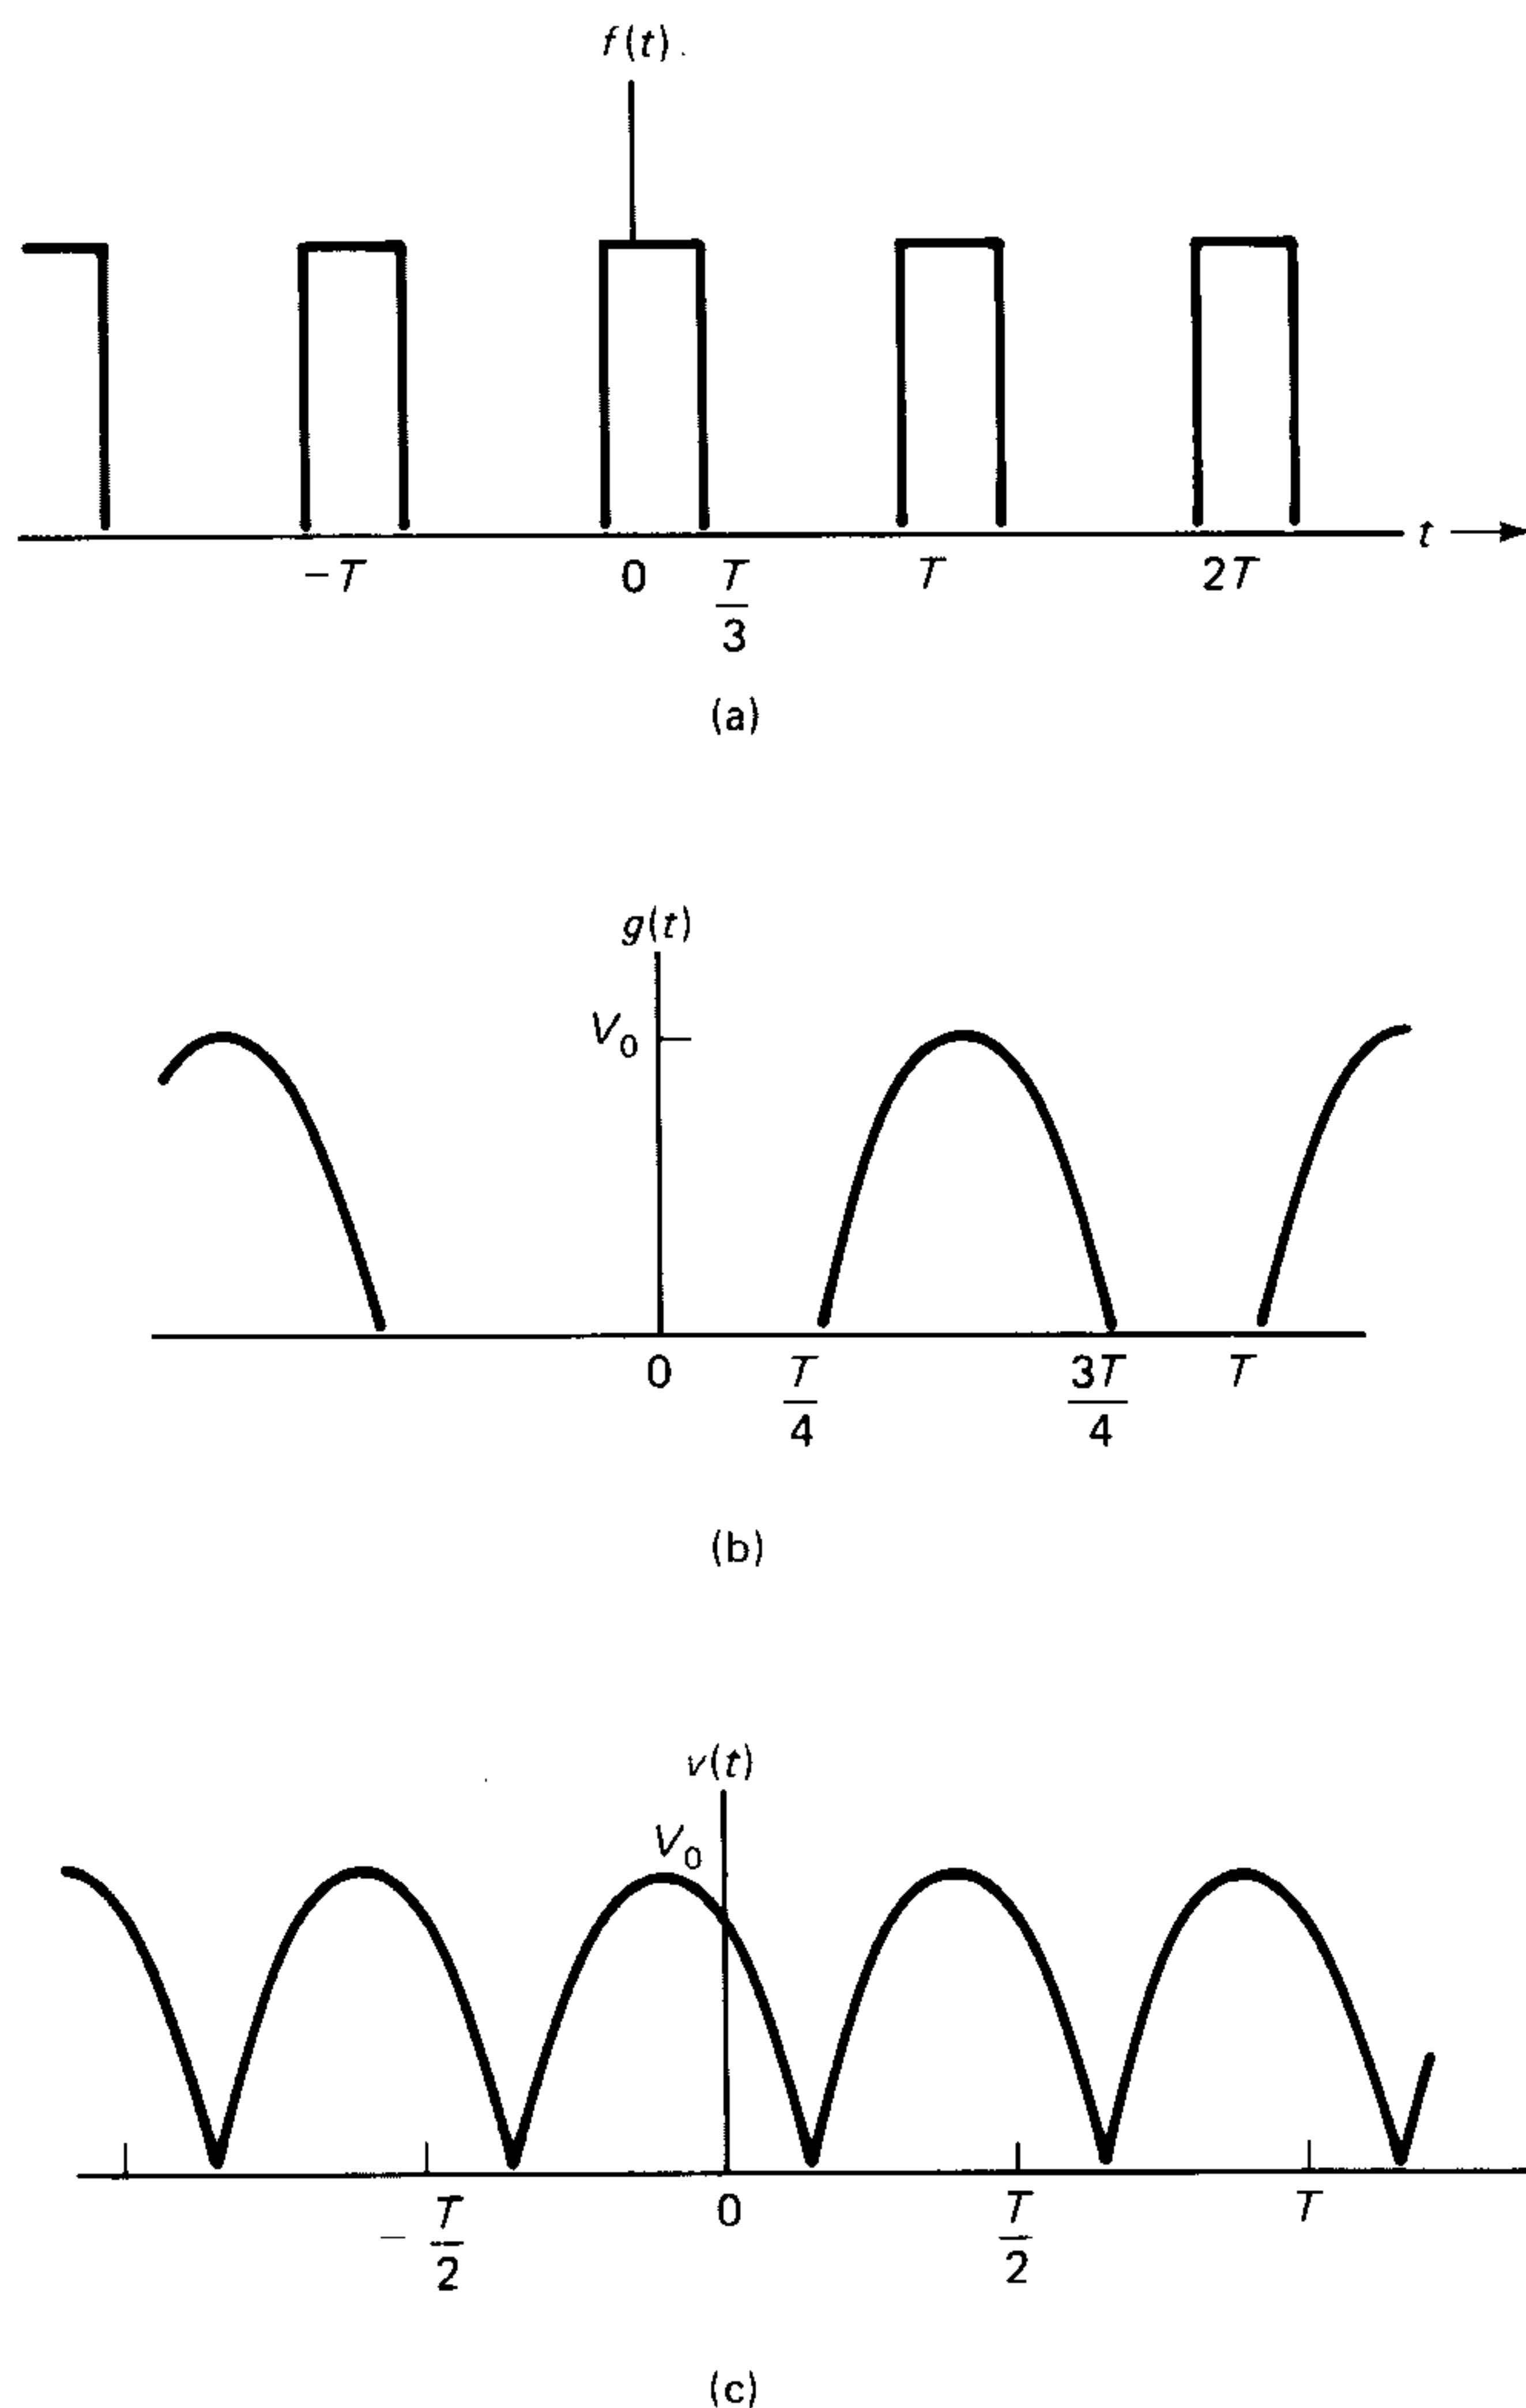 f(t).
t
-T 0 T/3 T 2T
(a)
g(t)
V₀
0 T/4 3T/4 T
(b)
v(t)
V₀
- T/2 0 T/2 T
(c)